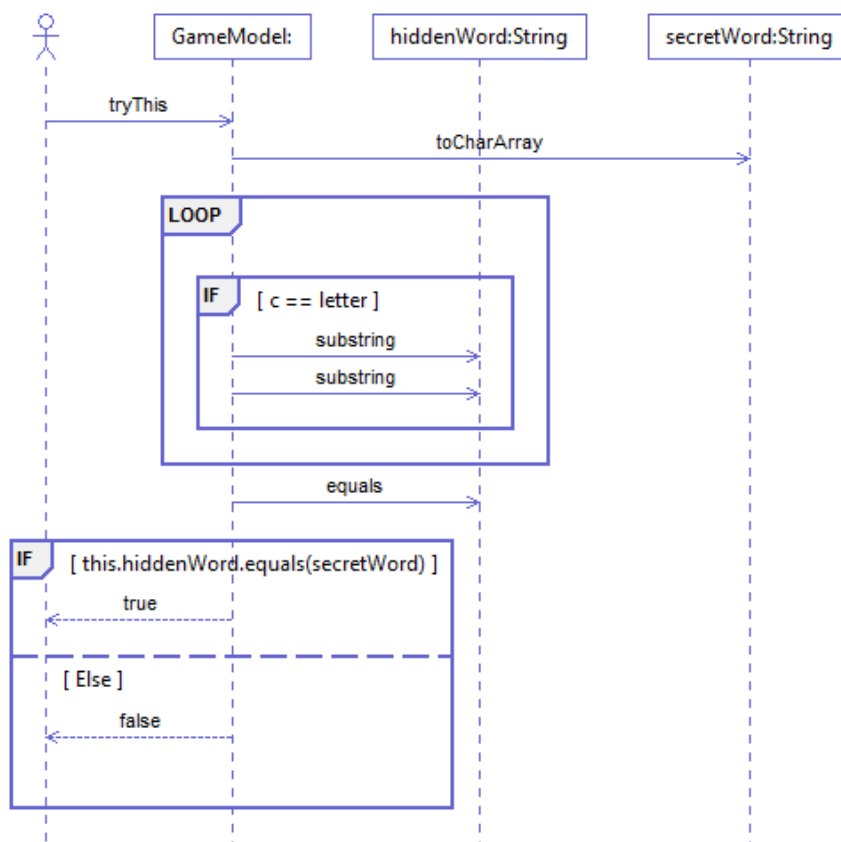 GameModel:
hiddenWord:String
secretWord:String
tryThis
toCharArray
LOOP
IF
[ c == letter ]
substring
substring
equals
IF
[ this.hiddenWord.equals(secretWord) ]
true
[ Else ]
false